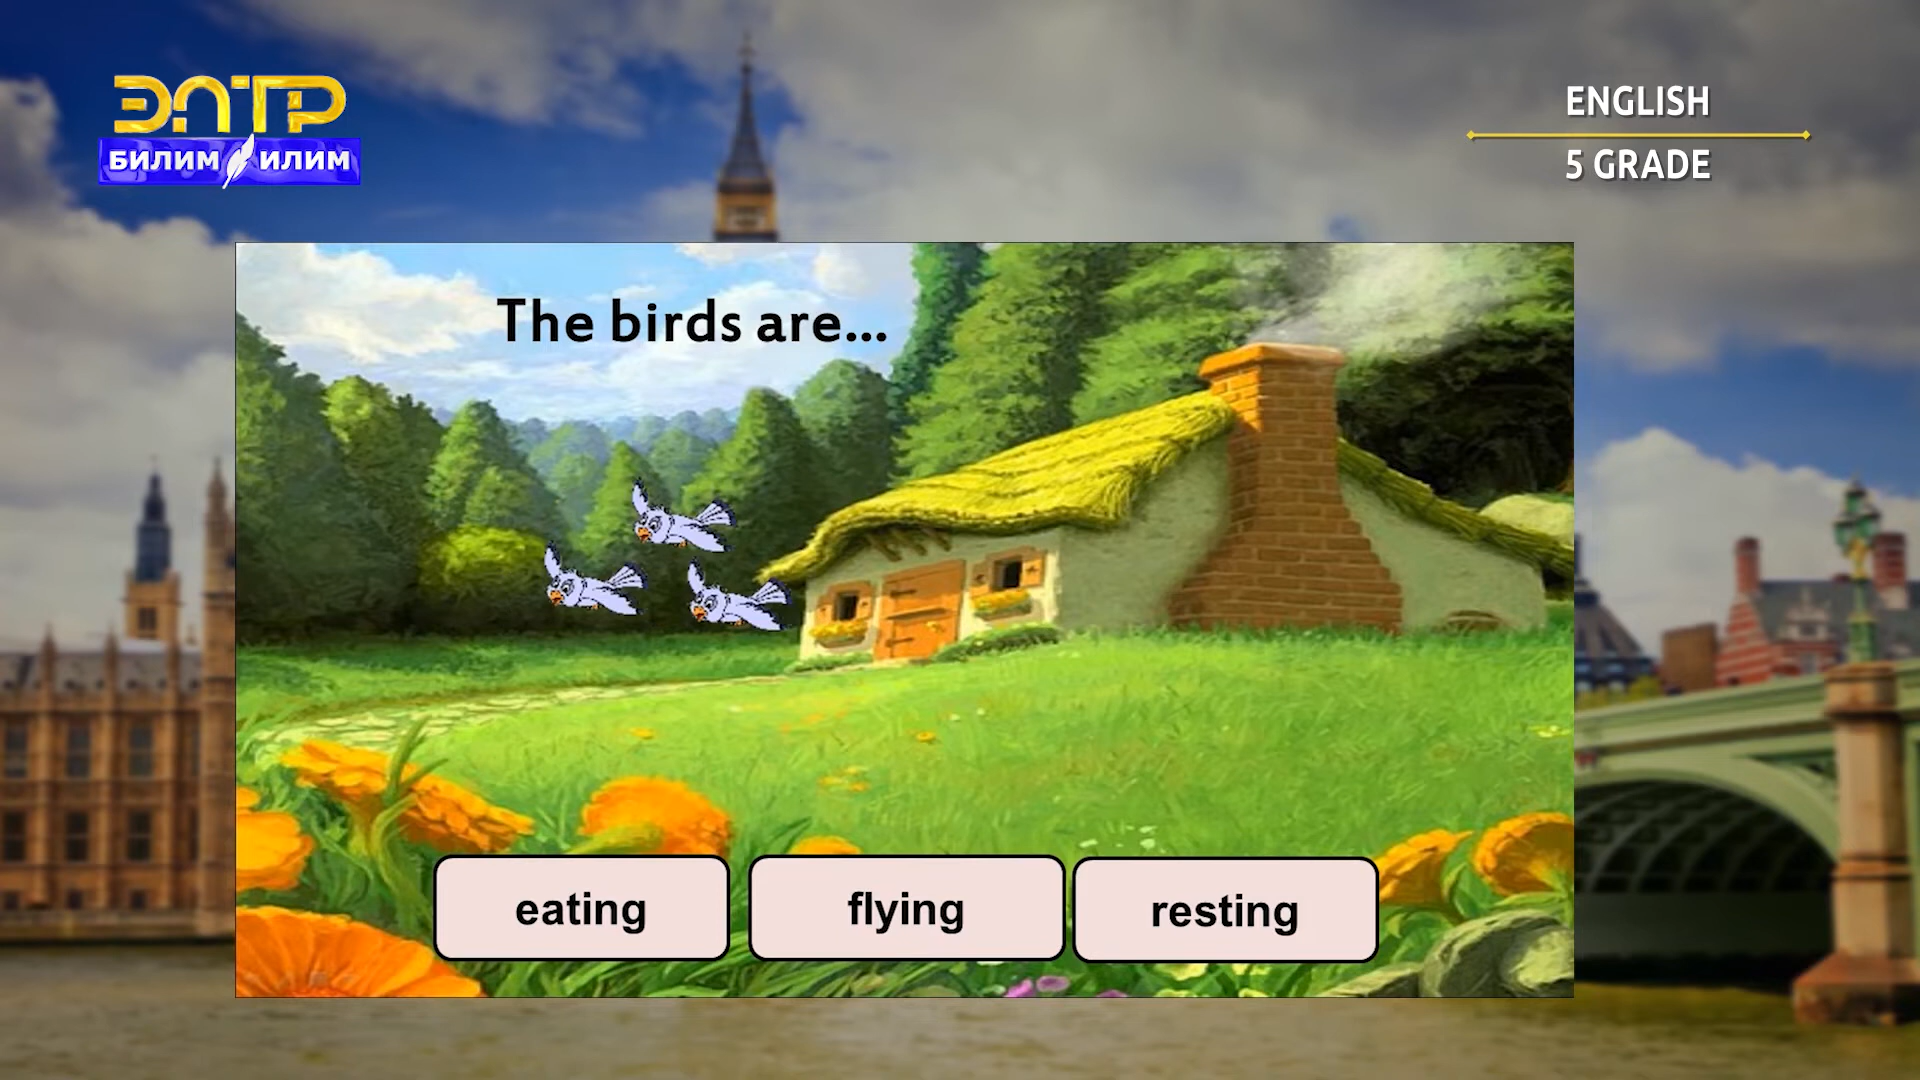 ЭЛТР
БИЛИМ ИЛИМ
ENGLISH
5 GRADE
The birds are...
eating
flying
resting